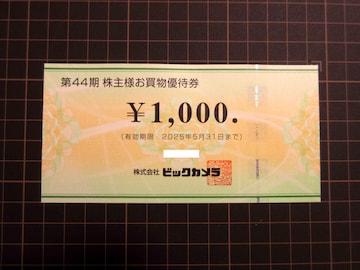 第44期 株主様お買物優待券
¥1,000.
(有効期限 2025年5月31日まで)
株式会社 ビックカメラ